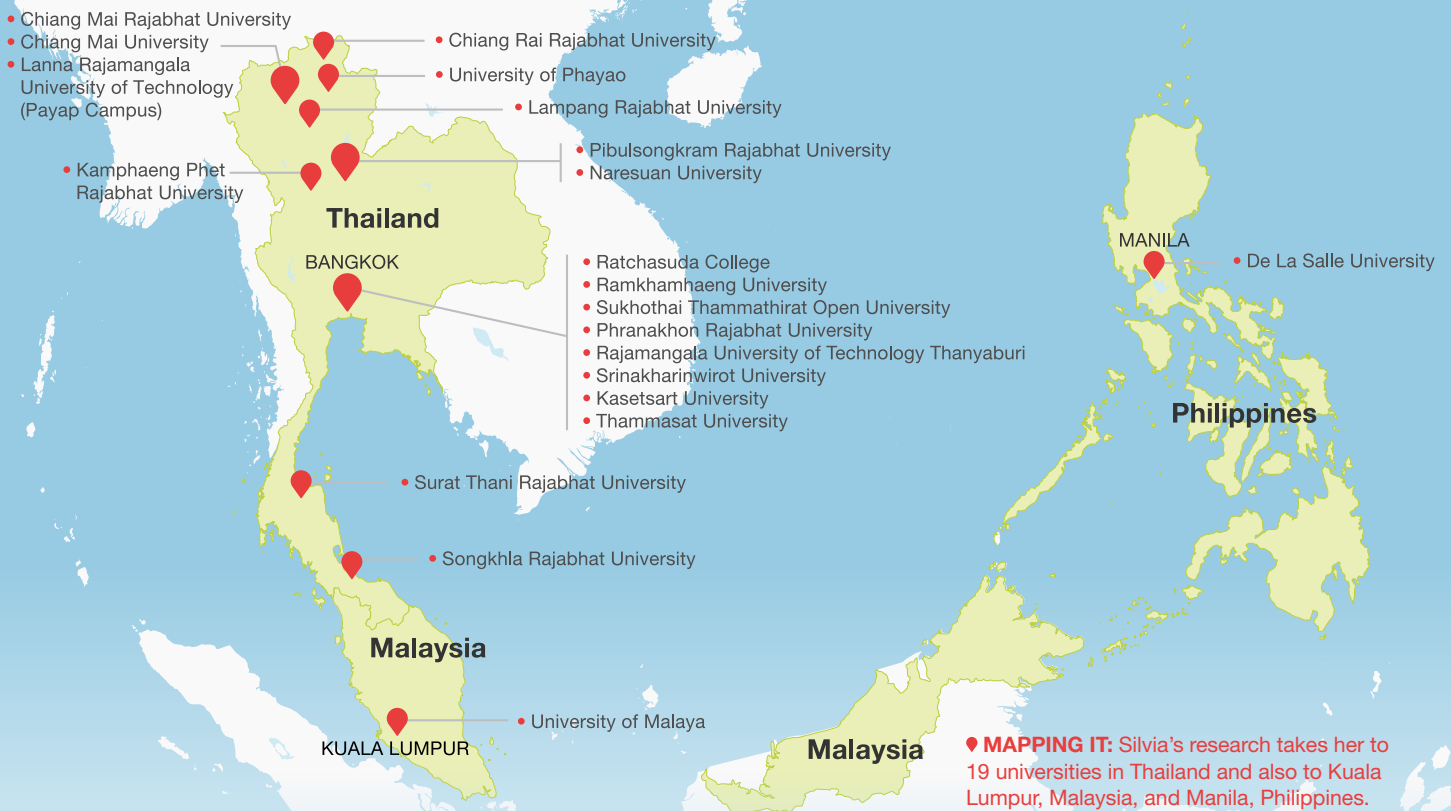 • Chiang Mai Rajabhat University
• Chiang Mai University
• Lanna Rajamangala
University of Technology
(Payap Campus)
• Chiang Rai Rajabhat University
• University of Phayao
• Lampang Rajabhat University
• Pibulsongkram Rajabhat University
• Naresuan University
• Kamphaeng Phet
Rajabhat University
Thailand
BANGKOK
• Ratchasuda College
• Ramkhamhaeng University
• Sukhothai Thammathirat Open University
• Phranakhon Rajabhat University
• Rajamangala University of Technology Thanyaburi
• Srinakharinwirot University
• Kasetsart University
• Thammasat University
MANILA
• De La Salle University
Philippines
• Surat Thani Rajabhat University
• Songkhla Rajabhat University
Malaysia
• University of Malaya
KUALA LUMPUR
Malaysia
MAPPING IT: Silvia’s research takes her to
19 universities in Thailand and also to Kuala
Lumpur, Malaysia, and Manila, Philippines.